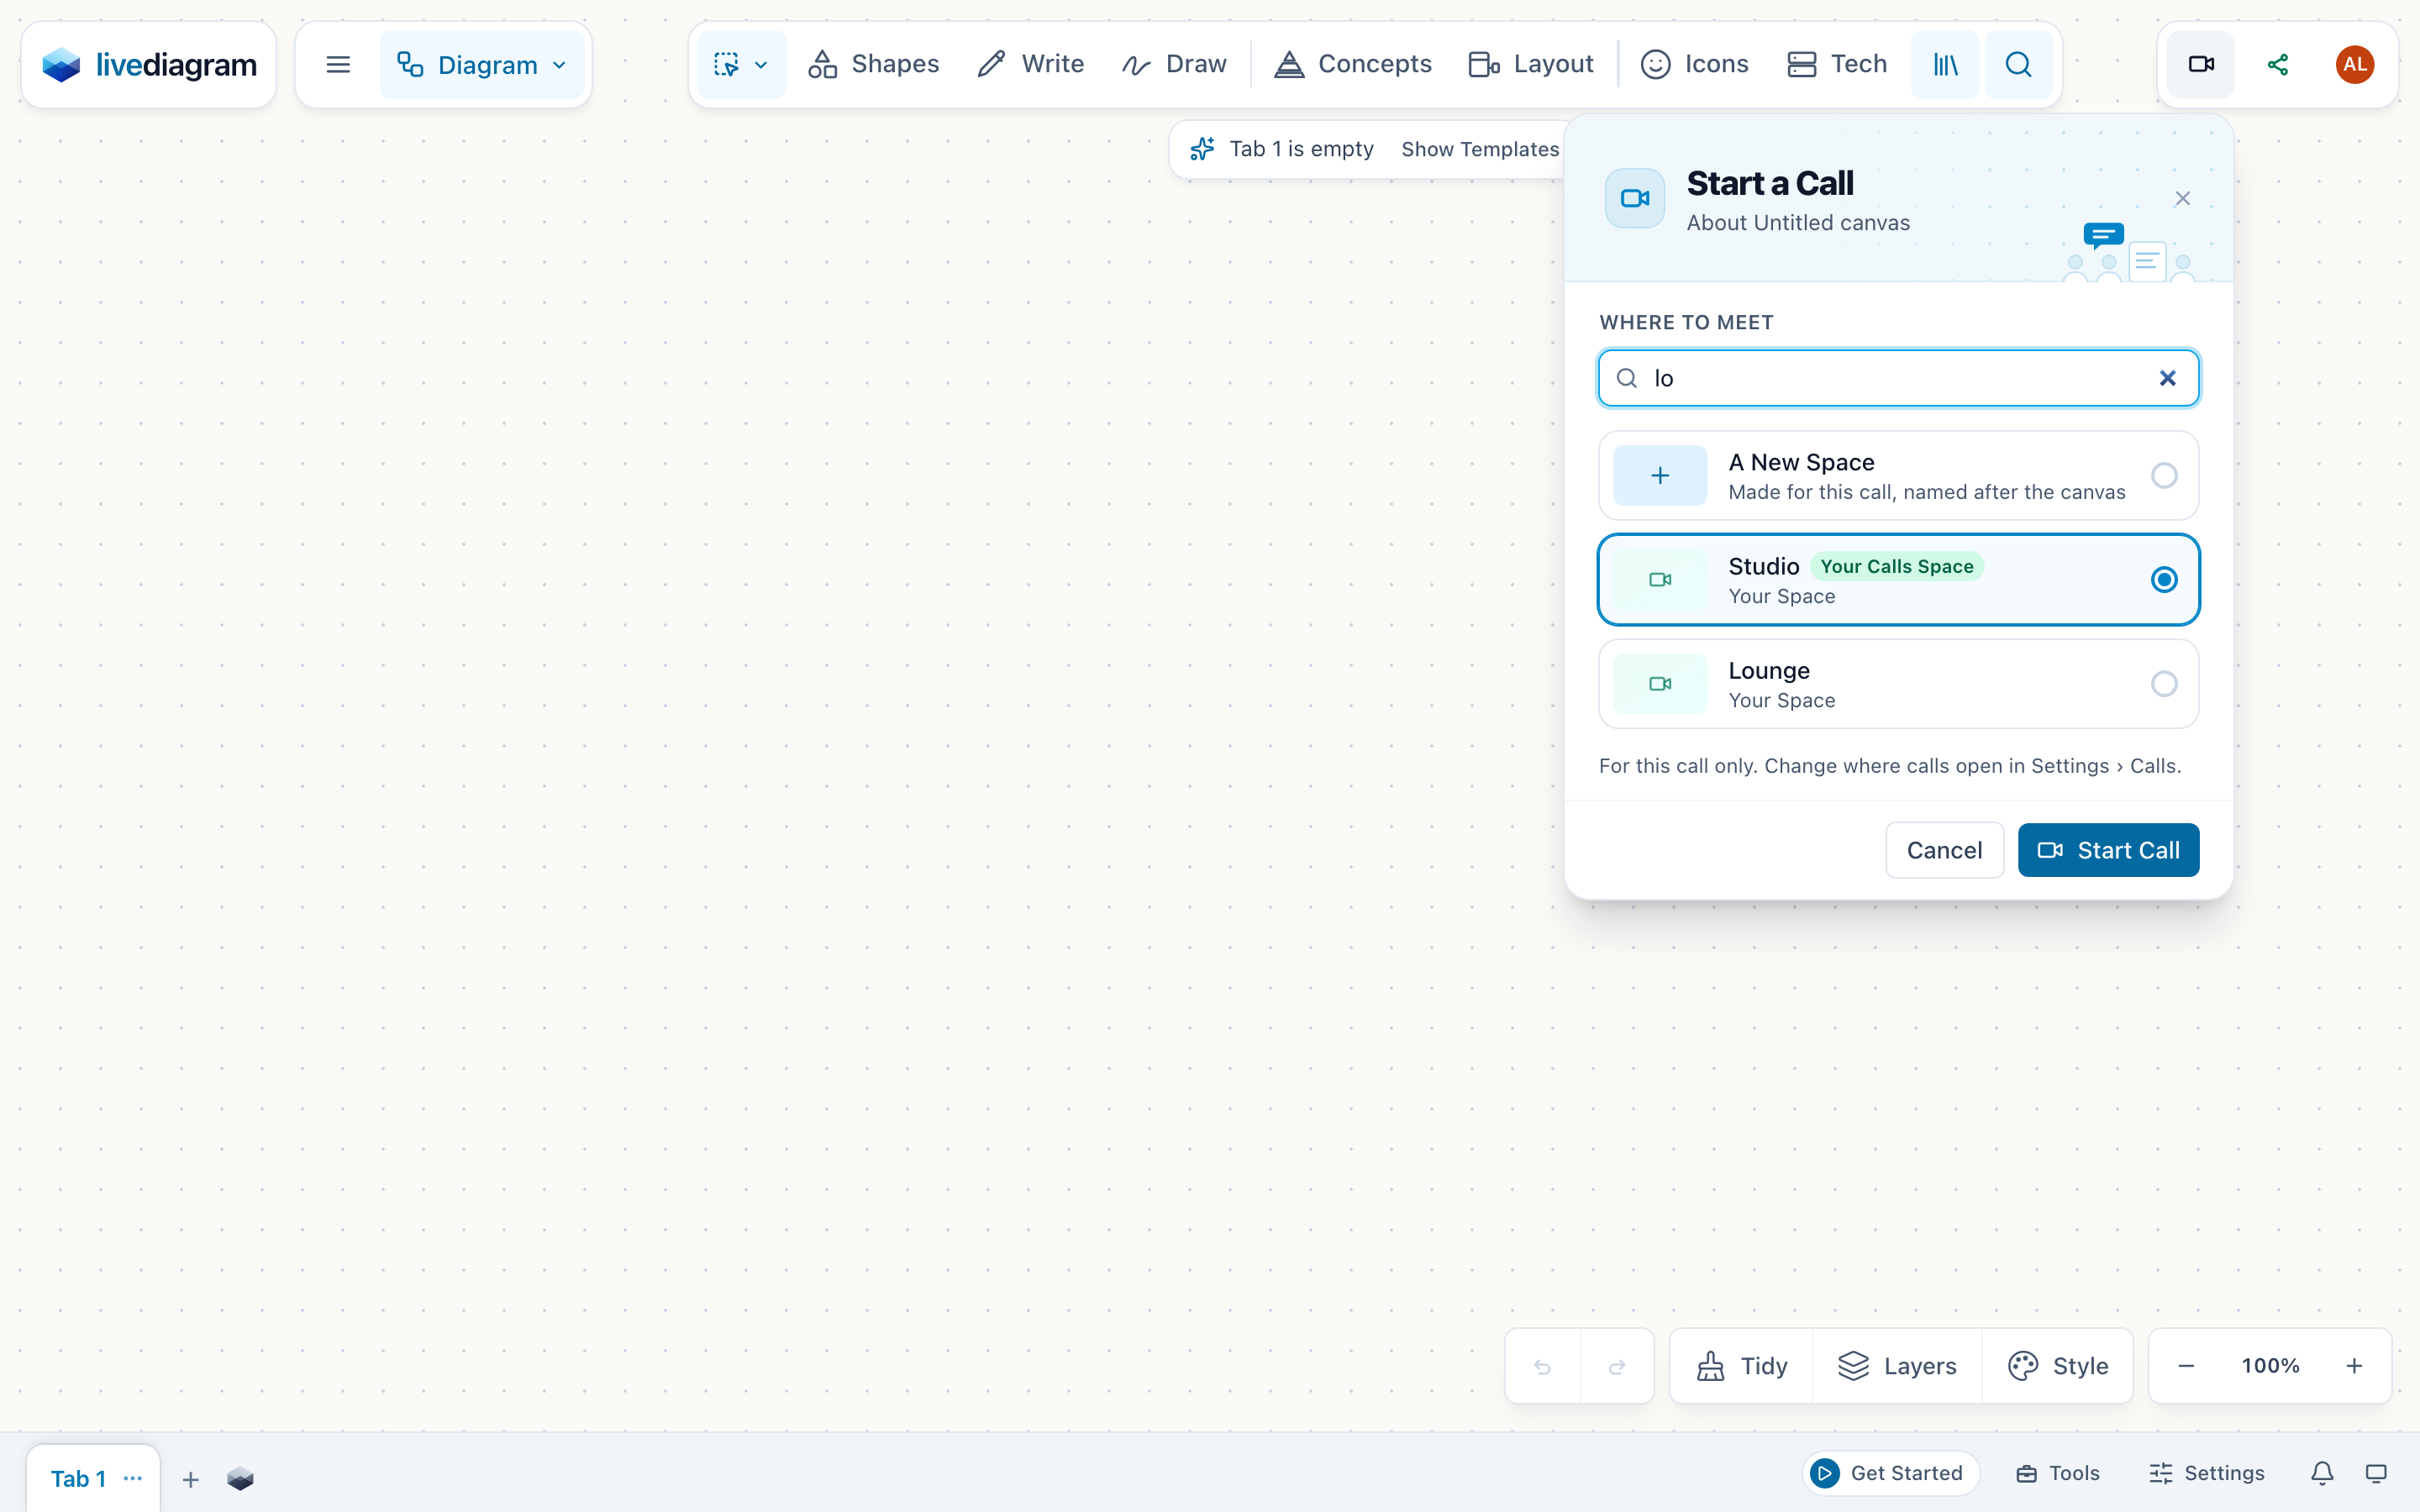 livediagram
Diagram
Shapes
Write
Draw
Concepts
Layout
Icons
Tech
AL
Tab 1 is empty
Show Templates
Start a Call
About Untitled canvas
WHERE TO MEET
lo
A New Space
Made for this call, named after the canvas
Studio
Your Calls Space
Your Space
Lounge
Your Space
For this call only. Change where calls open in Settings › Calls.
Cancel
Start Call
Tidy
Layers
Style
100%
Tab 1
Get Started
Tools
Settings